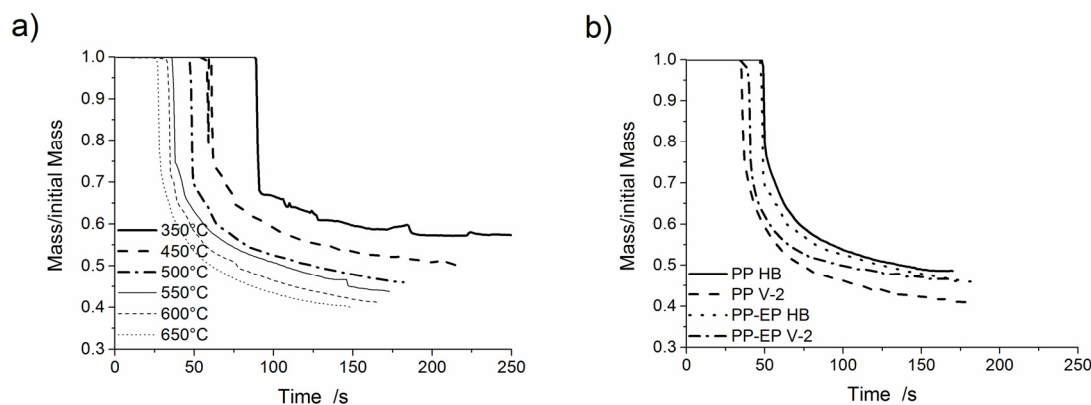 a)
1.0
0.9
0.8
0.7
0.6
0.5
0.4
0.3
Mass/initial Mass
350°C
450°C
500°C
550°C
600°C
650°C
0 50 100 150 200 250
Time /s
b)
1.0
0.9
0.8
0.7
0.6
0.5
0.4
0.3
Mass/initial Mass
PP HB
PP V-2
PP-EP HB
PP-EP V-2
0 50 100 150 200 250
Time /s